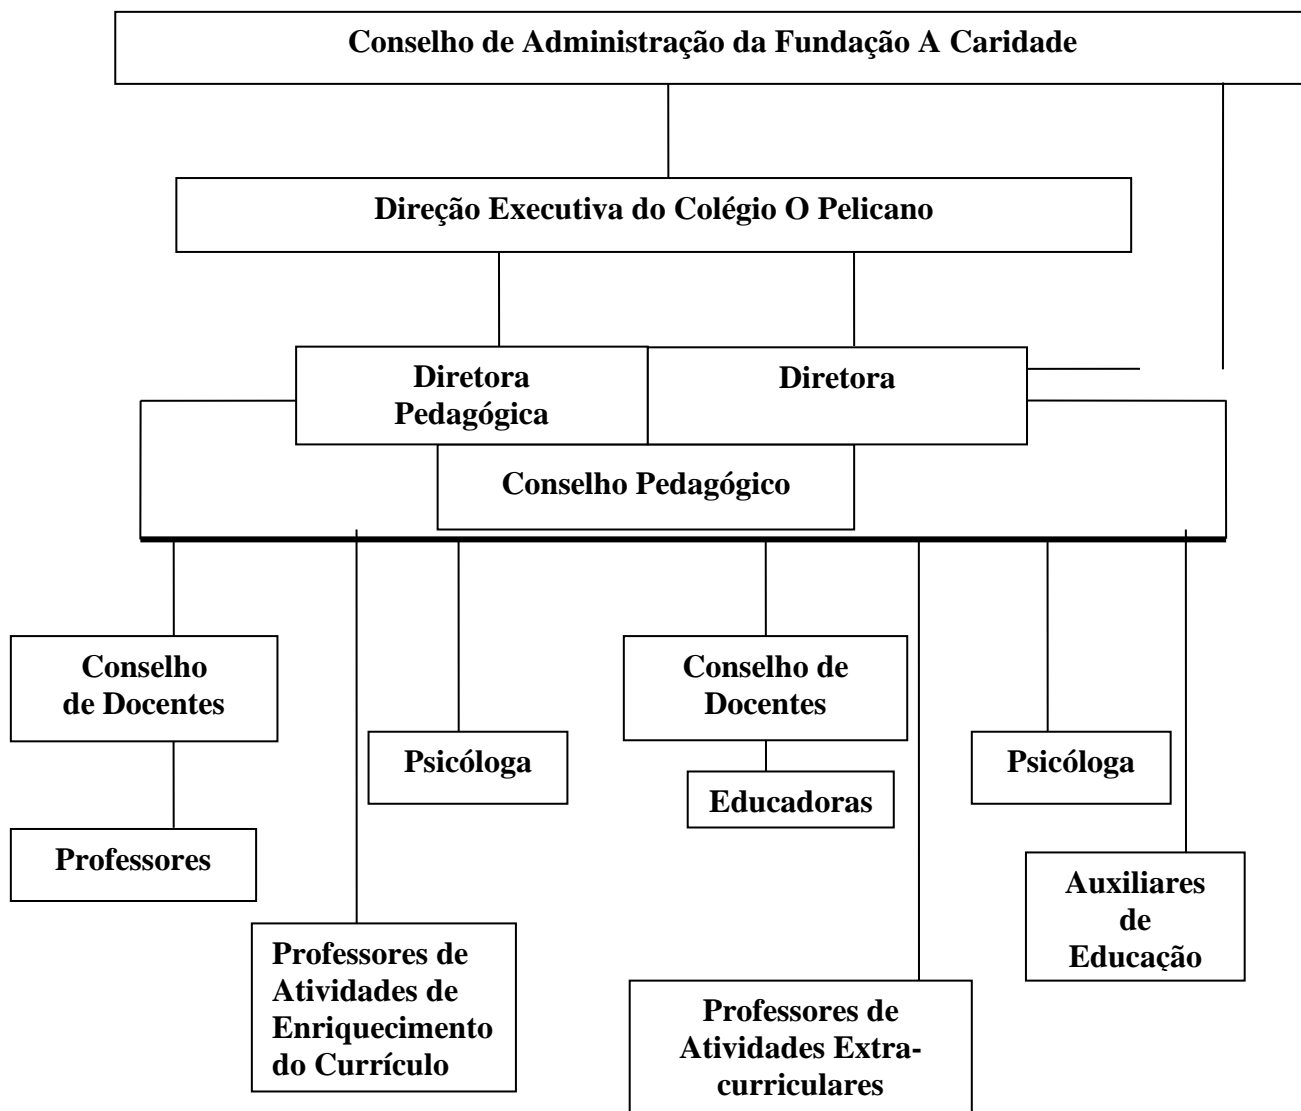 Conselho de Administração da Fundação A Caridade
Direção Executiva do Colégio O Pelicano
Diretora
Pedagógica
Diretora
Conselho Pedagógico
Conselho
de Docentes
Psicóloga
Professores
Professores de
Atividades de
Enriquecimento
do Currículo
Conselho de
Docentes
Educadoras
Psicóloga
Professores de
Atividades Extra-
curriculares
Auxiliares
de
Educação